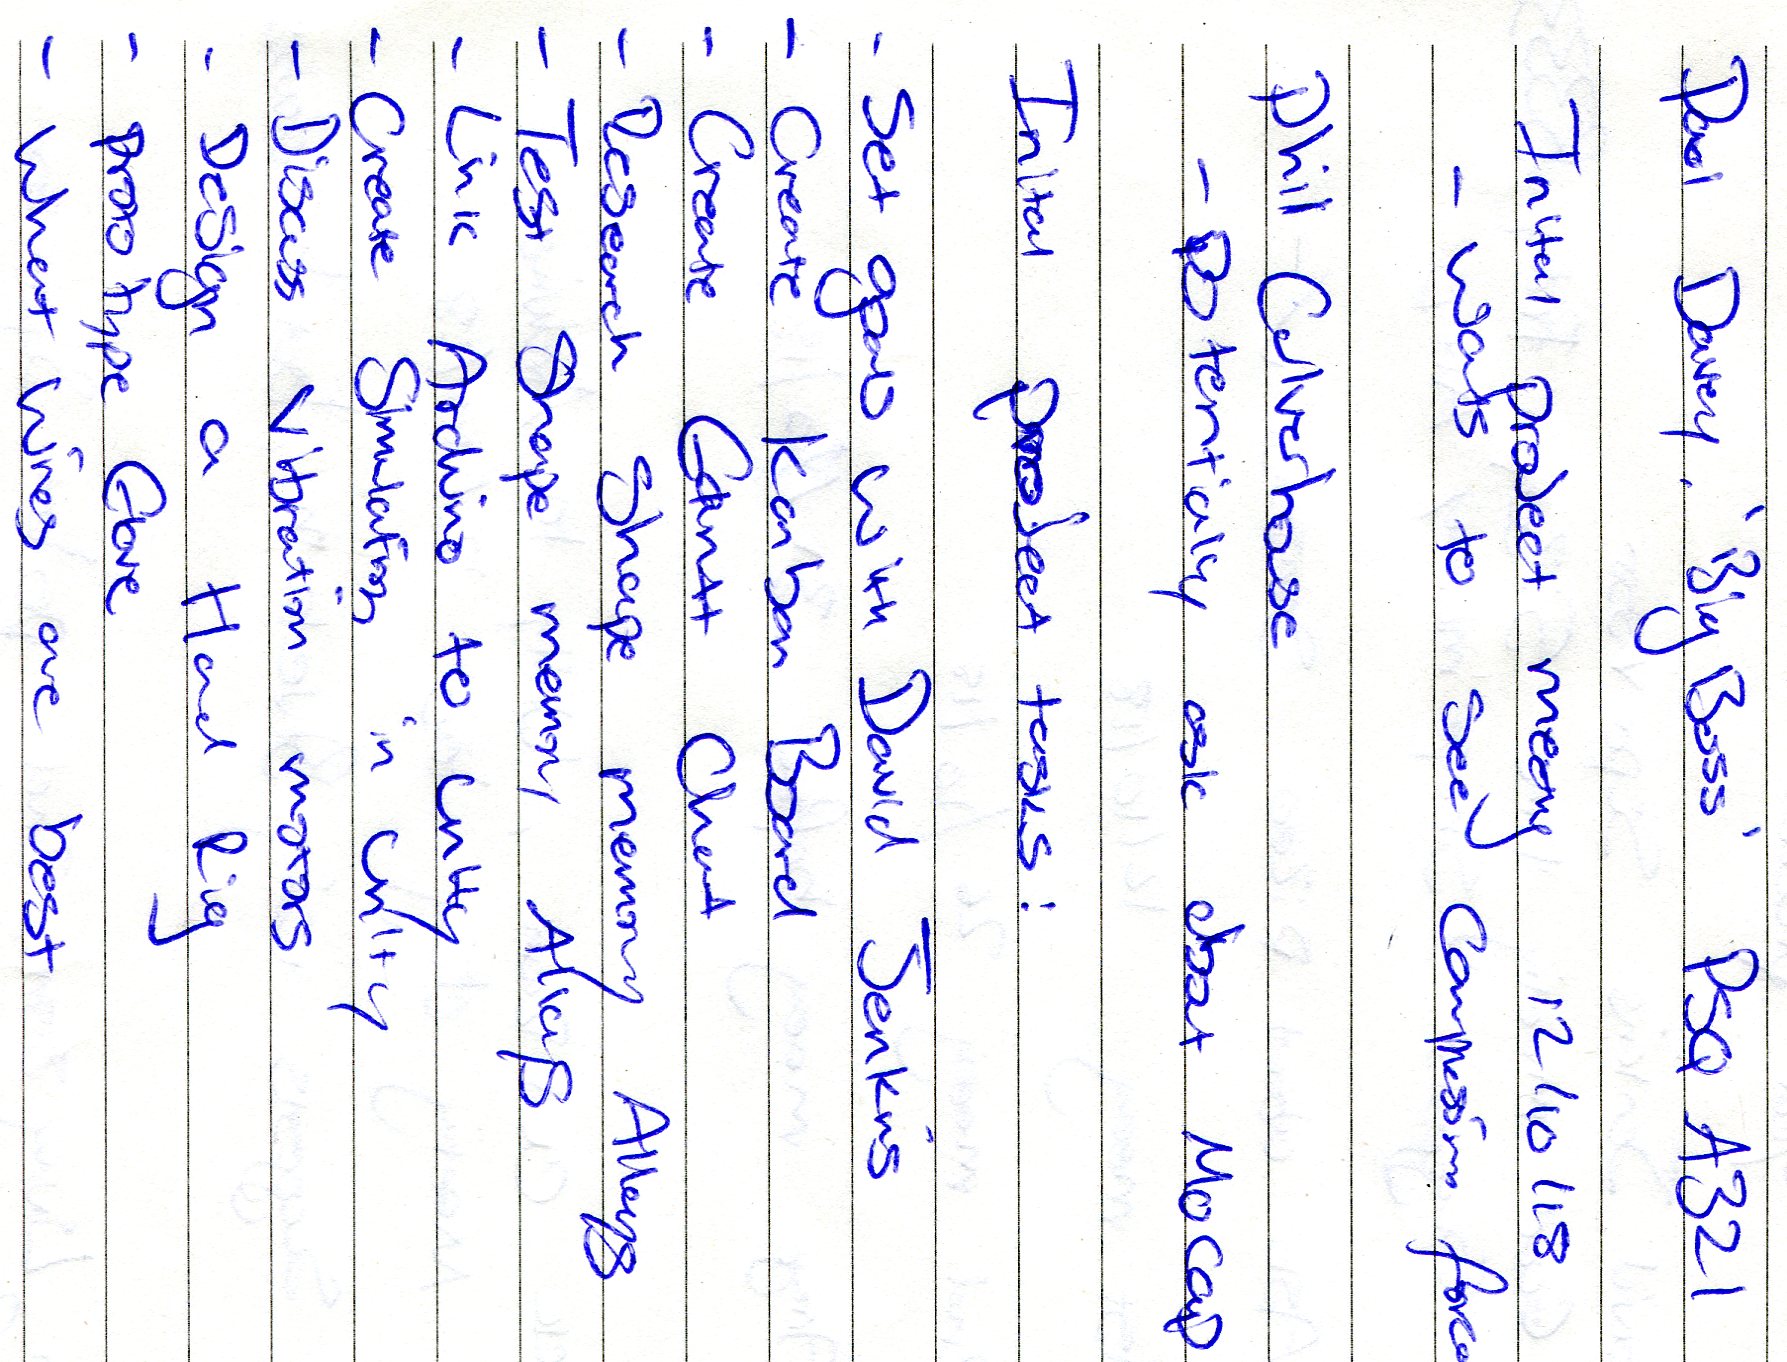 Paul Davey, 'Big Boss' PSQ A321
Inital Project meeting 12/10/18
- Wants to see Compression force
Phil Culverhouse
- Potentially ask about MoCap
Inital project tasks:
- Set goals with David Jenkins
- Create Kanban Board
- Create Gantt Chart
- Research Shape memory Alloys
- Test Shape memory Alloys
- Link Arduino to unity
- Create Simulation in unity
- Discuss Vibration motors
- Design a Hand Rig
- Prototype Glove
- What Wires are best